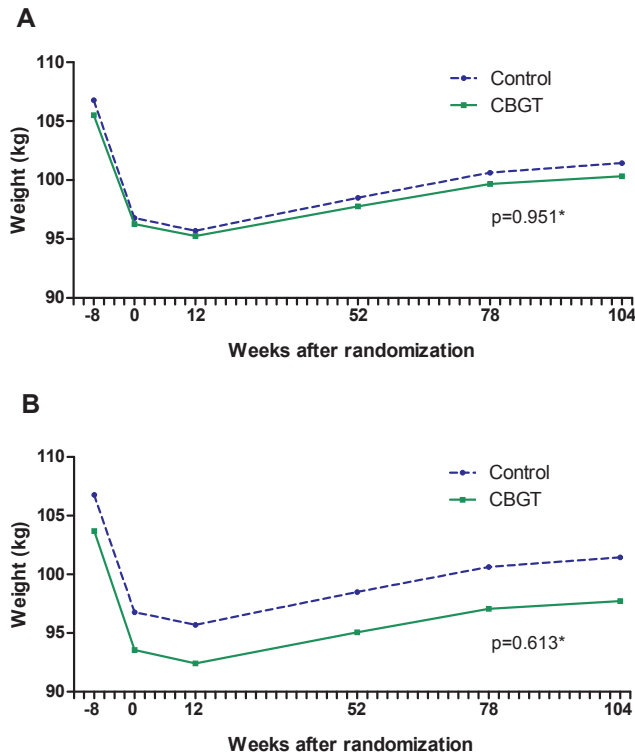 A
110
105
100
95
90
Weight (kg)
Control
CBGT
p=0.951*
-8 0 12 52 78 104
Weeks after randomization
B
110
105
100
95
90
Weight (kg)
Control
CBGT
p=0.613*
-8 0 12 52 78 104
Weeks after randomization